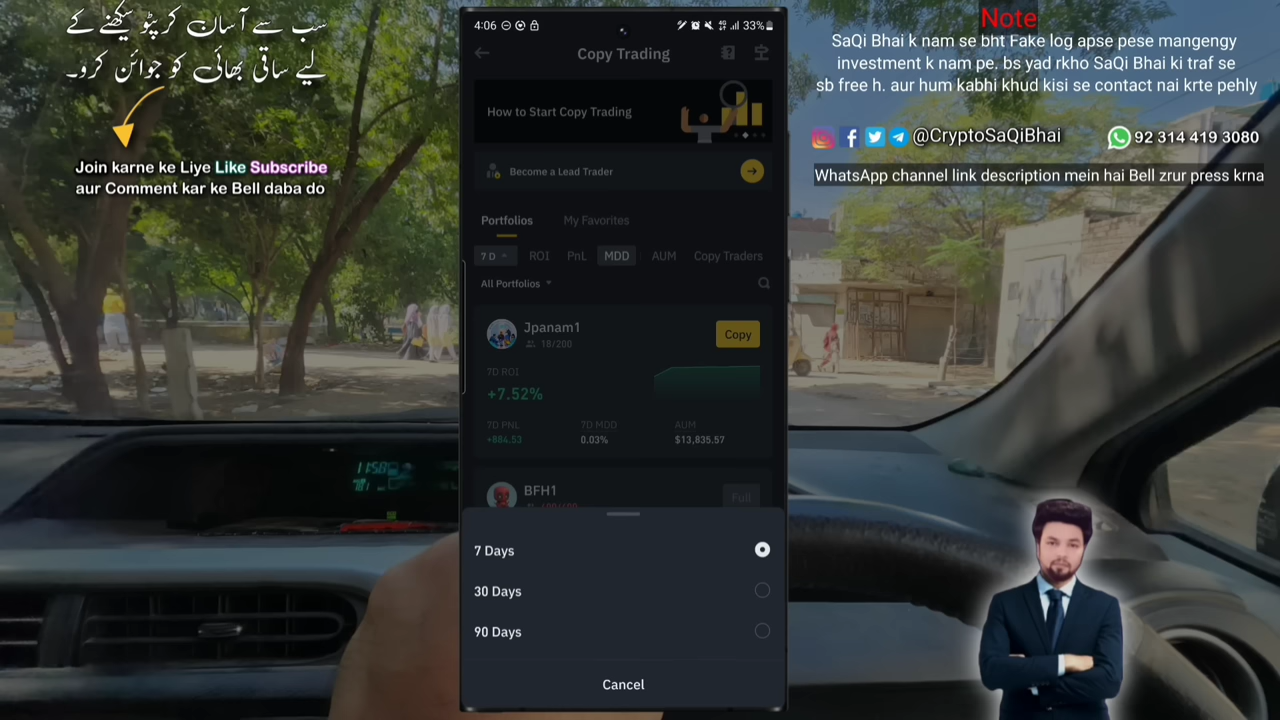 سب سے آسان کرپٹو سیکھنے کے
لیے ساقی بھائی کو جوائن کرو۔
Join karne ke Liye Like Subscribe
aur Comment kar ke Bell daba do
4:06
33%
Copy Trading
How to Start Copy Trading
Become a Lead Trader
Portfolios My Favorites
7 D ROI PnL MDD AUM Copy Traders
All Portfolios
Jpanam1
18/200
Copy
7D ROI
+7.52%
7D PNL 7D MDD AUM
+884.53 0.03% $13,835.57
BFH1
Full
7 Days
30 Days
90 Days
Cancel
Note
SaQi Bhai k nam se bht Fake log apse pese mangengy
investment k nam pe. bs yad rkho SaQi Bhai ki traf se
sb free h. aur hum kabhi khud kisi se contact nai krte pehly
@CryptoSaQiBhai 92 314 419 3080
WhatsApp channel link description mein hai Bell zrur press krna